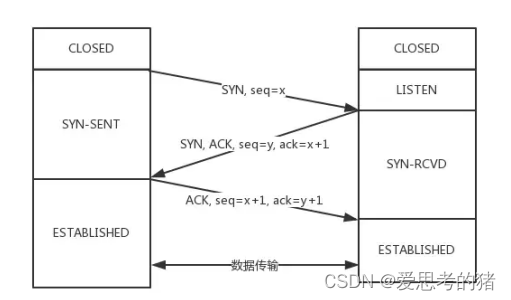 CLOSED
CLOSED
SYN, seq=x
LISTEN
SYN-SENT
SYN, ACK, seq=y, ack=x+1
SYN-RCVD
ACK, seq=x+1, ack=y+1
ESTABLISHED
ESTABLISHED
数据传输
CSDN @爱思考的猪